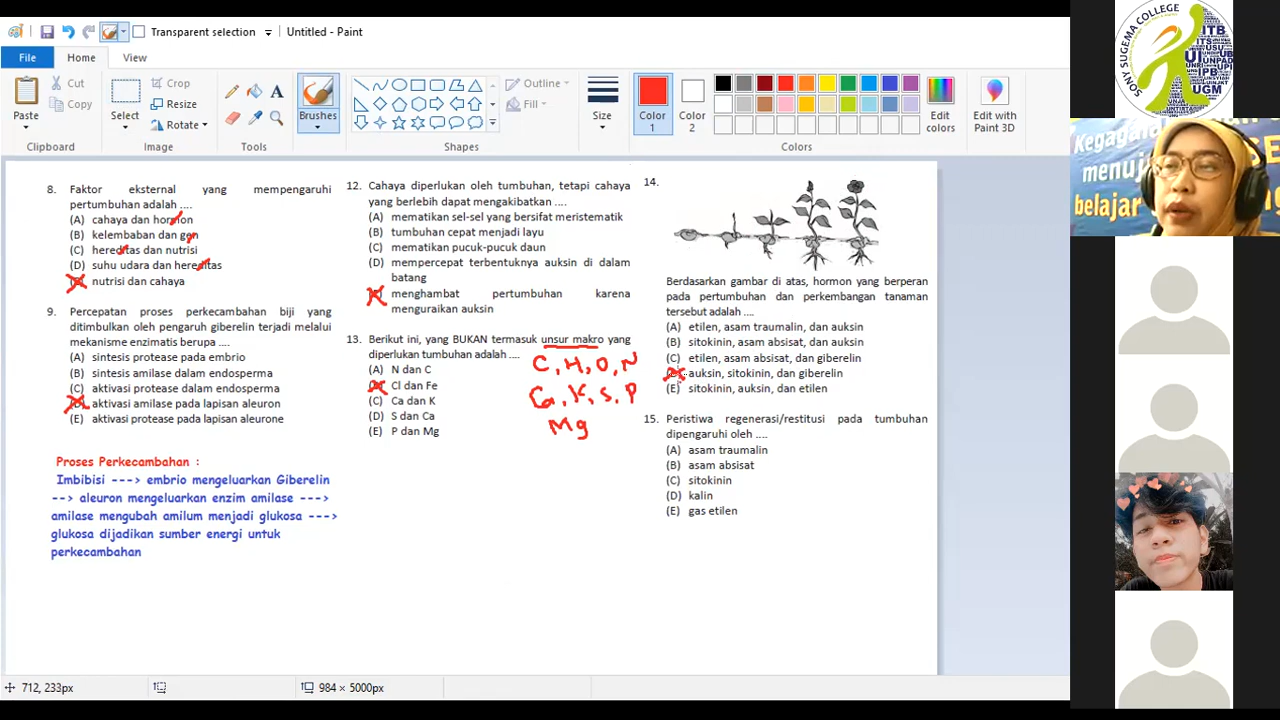 Transparent selection
Untitled - Paint
File
Home
View
Paste
Cut
Copy
Clipboard
Select
Crop
Resize
Rotate
Image
Tools
Brushes
Shapes
Outline
Fill
Size
Color 1
Color 2
Colors
Edit colors
Edit with Paint 3D
8. Faktor eksternal yang mempengaruhi
pertumbuhan adalah ....
(A) cahaya dan hormon
(B) kelembaban dan gen
(C) hereditas dan nutrisi
(D) suhu udara dan hereditas
nutrisi dan cahaya
9. Percepatan proses perkecambahan biji yang
ditimbulkan oleh pengaruh giberelin terjadi melalui
mekanisme enzimatis berupa ....
(A) sintesis protease pada embrio
(B) sintesis amilase dalam endosperma
(C) aktivasi protease dalam endosperma
aktivasi amilase pada lapisan aleuron
(E) aktivasi protease pada lapisan aleurone
Proses Perkecambahan :
Imbibisi ---> embrio mengeluarkan Giberelin
--> aleuron mengeluarkan enzim amilase --->
amilase mengubah amilum menjadi glukosa --->
glukosa dijadikan sumber energi untuk
perkecambahan
12. Cahaya diperlukan oleh tumbuhan, tetapi cahaya
yang berlebih dapat mengakibatkan ....
(A) mematikan sel-sel yang bersifat meristematik
(B) tumbuhan cepat menjadi layu
(C) mematikan pucuk-pucuk daun
(D) mempercepat terbentuknya auksin di dalam
batang
menghambat pertumbuhan karena
menguraikan auksin
13. Berikut ini, yang BUKAN termasuk unsur makro yang
diperlukan tumbuhan adalah ....
(A) N dan C
Cl dan Fe
(C) Ca dan K
(D) S dan Ca
(E) P dan Mg
C, H, O, N
Ca, K, S, P
Mg
14.
Berdasarkan gambar di atas, hormon yang berperan
pada pertumbuhan dan perkembangan tanaman
tersebut adalah ....
(A) etilen, asam traumalin, dan auksin
(B) sitokinin, asam absisat, dan auksin
(C) etilen, asam absisat, dan giberelin
auksin, sitokinin, dan giberelin
(E) sitokinin, auksin, dan etilen
15. Peristiwa regenerasi/restitusi pada tumbuhan
dipengaruhi oleh ....
(A) asam traumalin
(B) asam absisat
(C) sitokinin
(D) kalin
(E) gas etilen
712, 233px
984 × 5000px
SONY SUGEMA COLLEGE
ITB
UI
IPB
UGM
Kegagalan
menuju
belajar